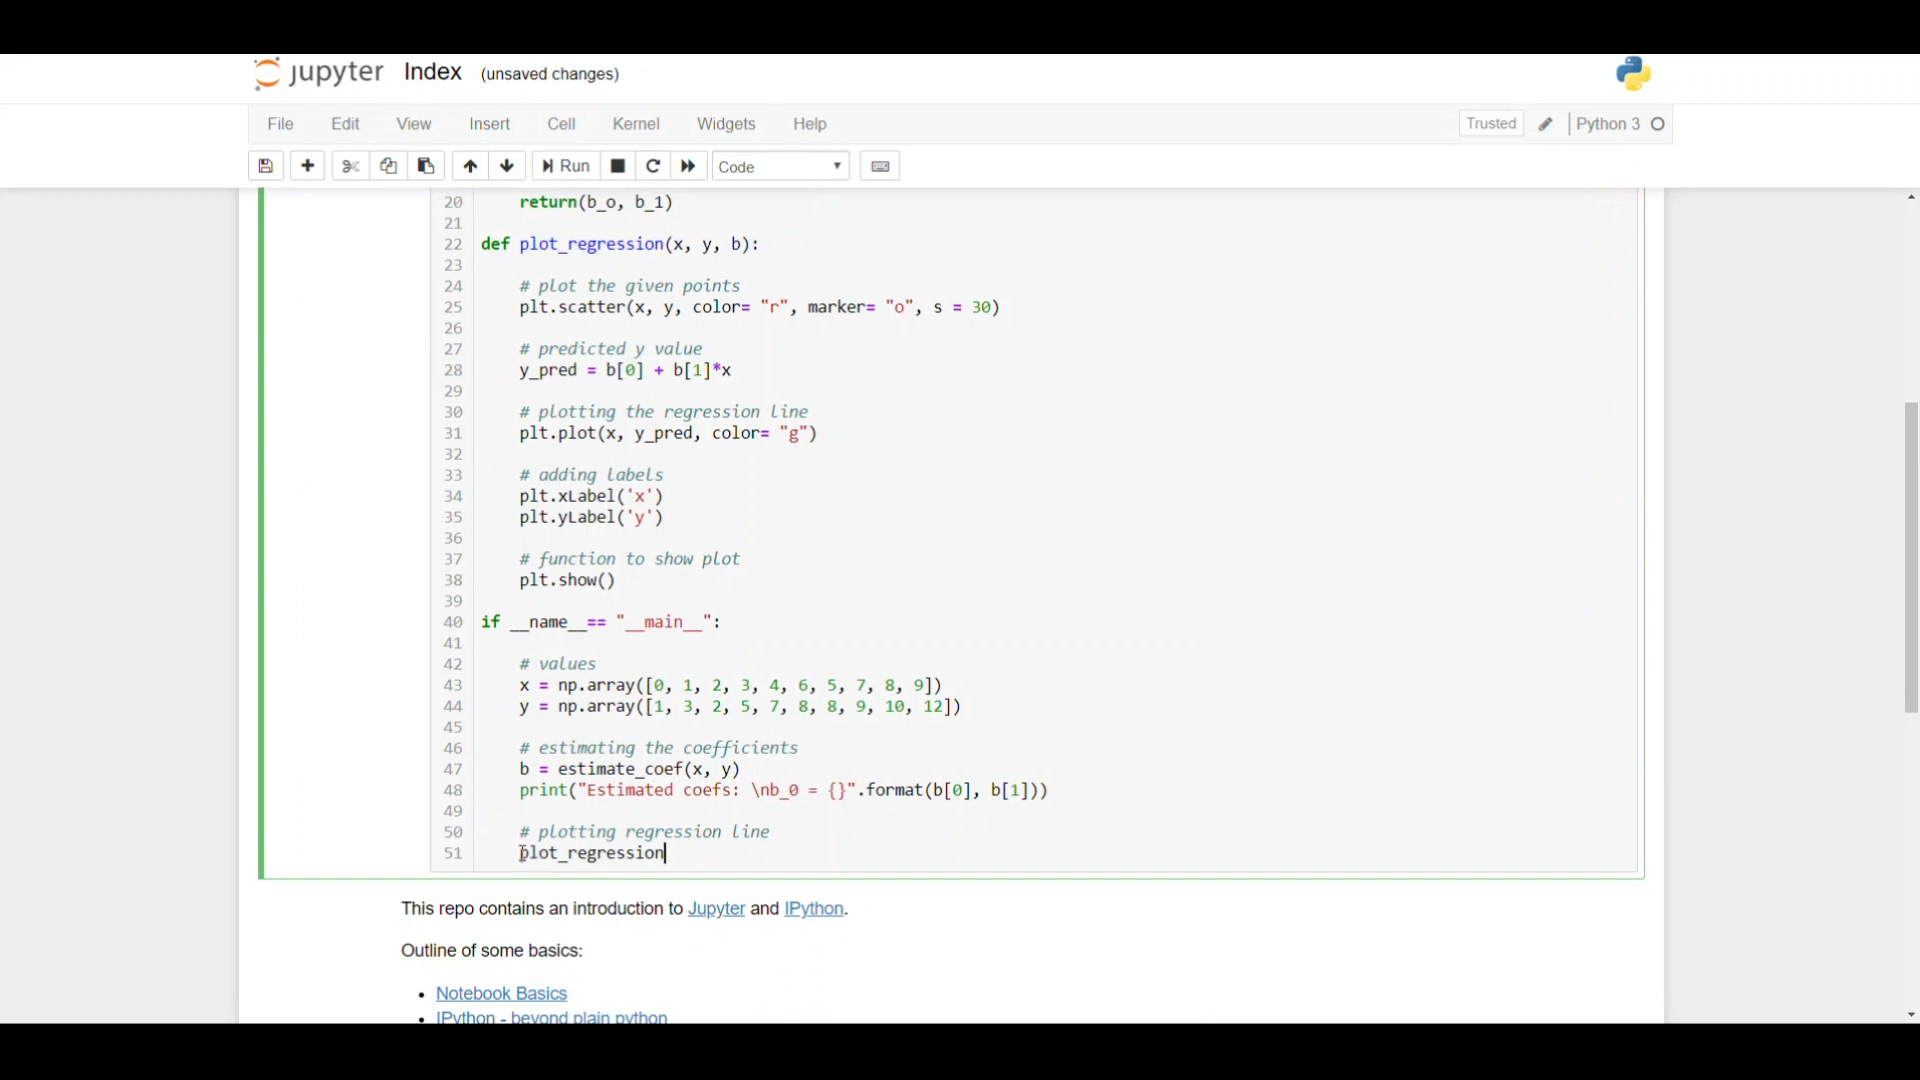 jupyter Index (unsaved changes)
File Edit View Insert Cell Kernel Widgets Help Trusted Python 3
Run Code
20 return(b_o, b_1)
21
22 def plot_regression(x, y, b):
23
24 # plot the given points
25 plt.scatter(x, y, color= "r", marker= "o", s = 30)
26
27 # predicted y value
28 y_pred = b[0] + b[1]*x
29
30 # plotting the regression line
31 plt.plot(x, y_pred, color= "g")
32
33 # adding labels
34 plt.xLabel('x')
35 plt.yLabel('y')
36
37 # function to show plot
38 plt.show()
39
40 if __name__== "__main__":
41
42 # values
43 x = np.array([0, 1, 2, 3, 4, 6, 5, 7, 8, 9])
44 y = np.array([1, 3, 2, 5, 7, 8, 8, 9, 10, 12])
45
46 # estimating the coefficients
47 b = estimate_coef(x, y)
48 print("Estimated coefs: \nb_0 = {}".format(b[0], b[1]))
49
50 # plotting regression line
51 plot_regression
This repo contains an introduction to Jupyter and IPython.
Outline of some basics:
• Notebook Basics
• IPython - beyond plain python